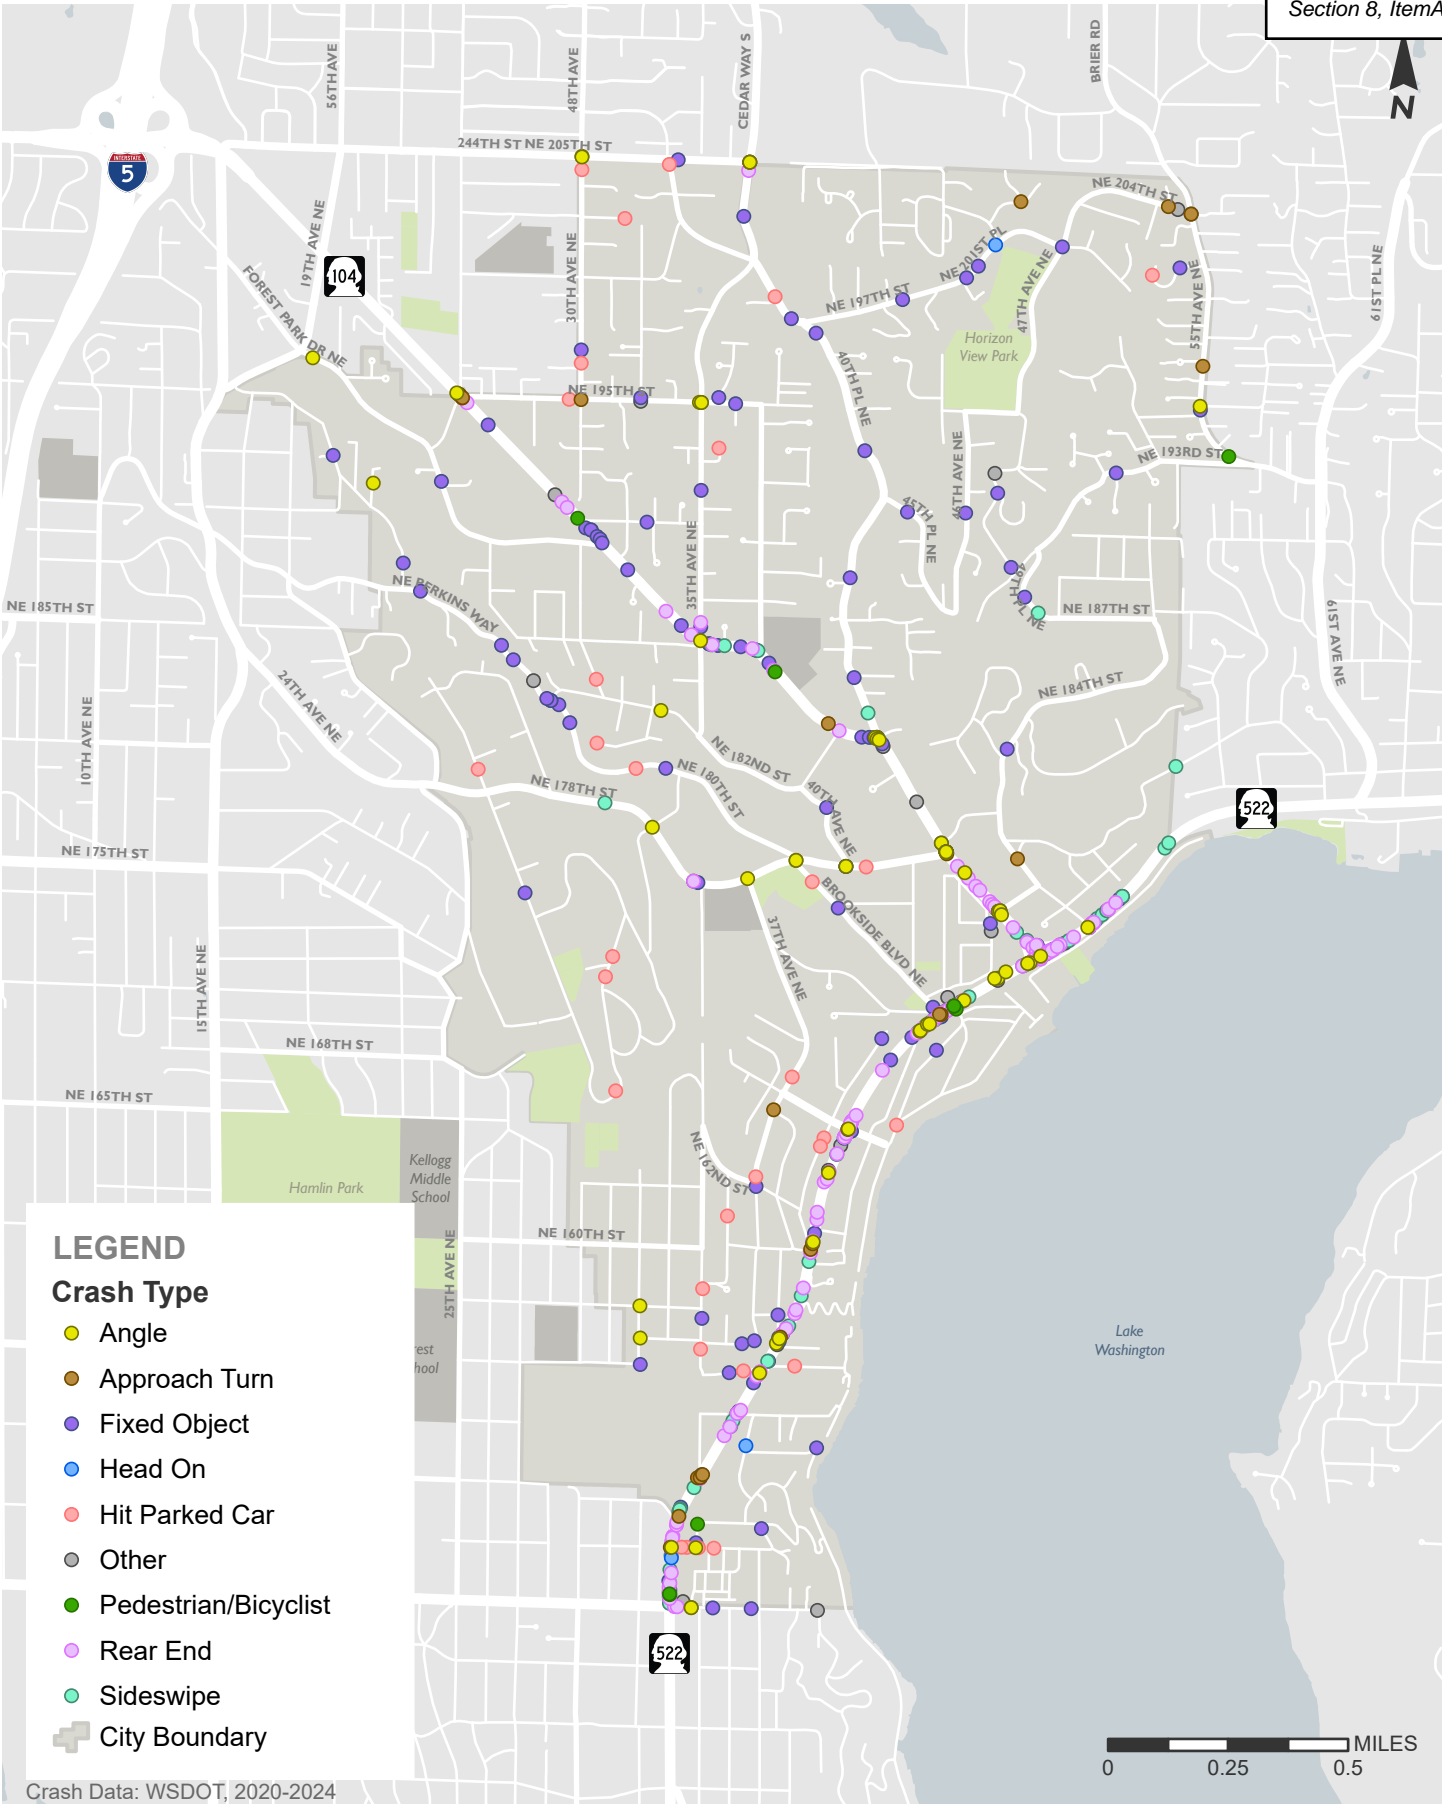 Section 8, ItemA
N
56TH AVE
48TH AVE
CEDAR WAY S
BRIER RD
244TH ST NE 205TH ST
INTERSTATE
5
NE 204TH ST
19TH AVE NE
104
FOREST PARK DR NE
30TH AVE NE
NE 201ST PL
NE 197TH ST
47TH AVE NE
55TH AVE NE
61ST PL NE
Horizon
View Park
40TH PL NE
NE 195TH ST
NE 193RD ST
45TH PL NE
35TH AVE NE
NE PERKINS WAY
49TH PL NE
NE 187TH ST
NE 185TH ST
61ST AVE NE
24TH AVE NE
NE 184TH ST
10TH AVE NE
NE 182ND ST
NE 180TH ST
NE 178TH ST
40TH AVE NE
522
NE 175TH ST
BROOKSIDE BLVD NE
37TH AVE NE
15TH AVE NE
NE 168TH ST
NE 165TH ST
NE 162ND ST
Kellogg
Middle
School
Hamlin Park
NE 160TH ST
25TH AVE NE
rest
hool
Lake
Washington
LEGEND
Crash Type
Angle
Approach Turn
Fixed Object
Head On
Hit Parked Car
Other
Pedestrian/Bicyclist
Rear End
Sideswipe
City Boundary
522
MILES
0 0.25 0.5
Crash Data: WSDOT, 2020-2024